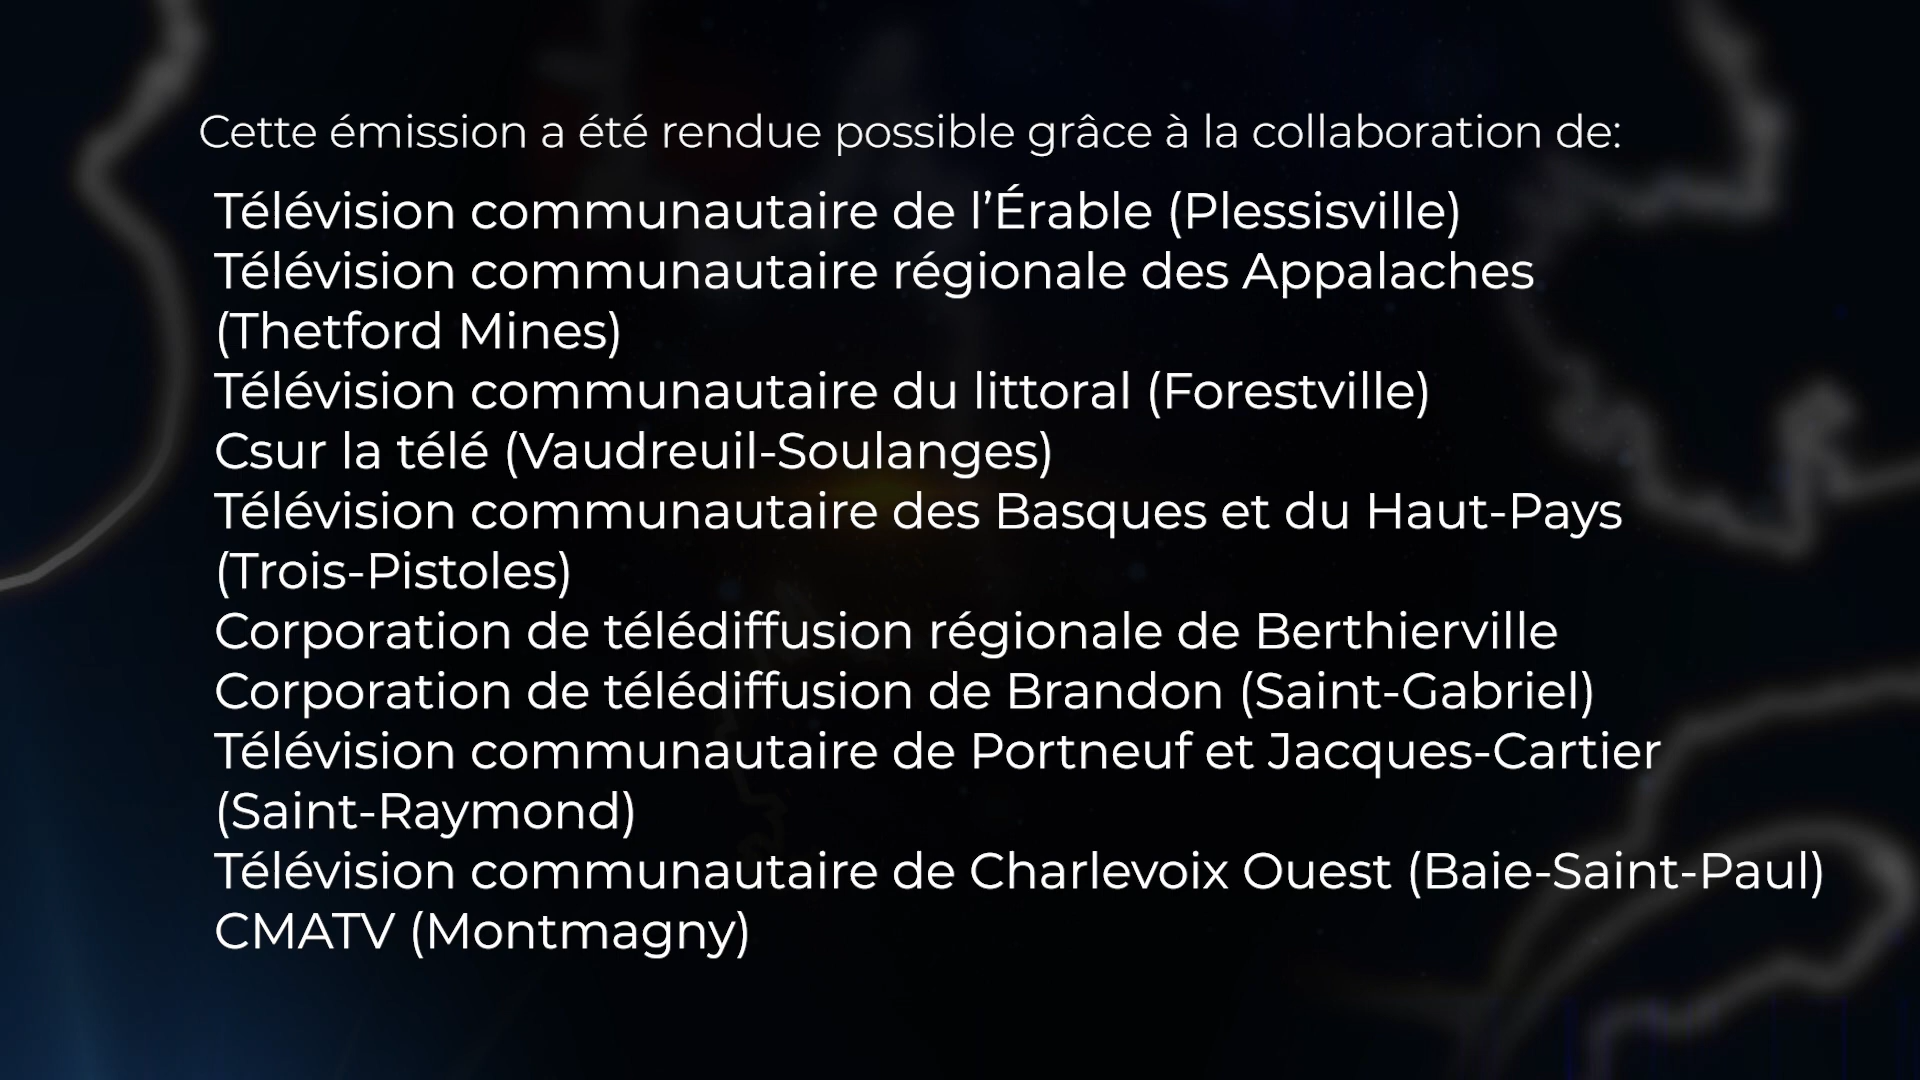 Cette émission a été rendue possible grâce à la collaboration de:
Télévision communautaire de l’Érable (Plessisville)
Télévision communautaire régionale des Appalaches
(Thetford Mines)
Télévision communautaire du littoral (Forestville)
Csur la télé (Vaudreuil-Soulanges)
Télévision communautaire des Basques et du Haut-Pays
(Trois-Pistoles)
Corporation de télédiffusion régionale de Berthierville
Corporation de télédiffusion de Brandon (Saint-Gabriel)
Télévision communautaire de Portneuf et Jacques-Cartier
(Saint-Raymond)
Télévision communautaire de Charlevoix Ouest (Baie-Saint-Paul)
CMATV (Montmagny)